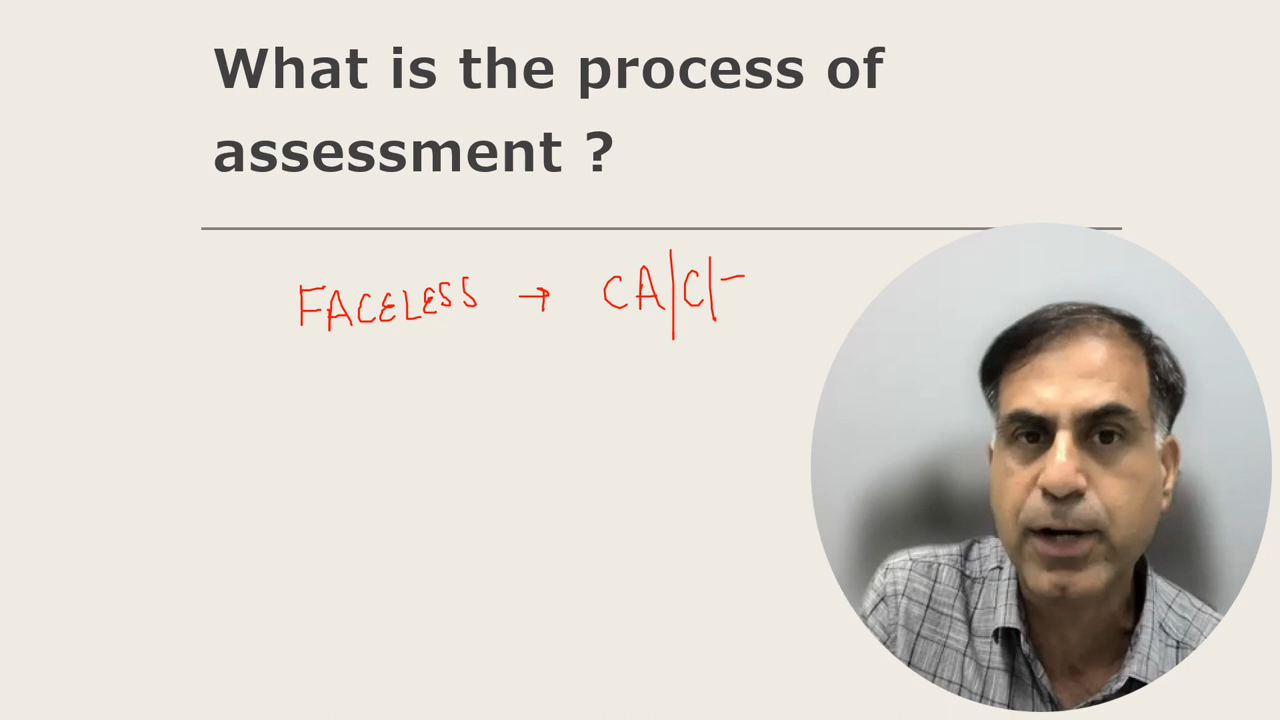 What is the process of
assessment ?
FACELESS → CA|C